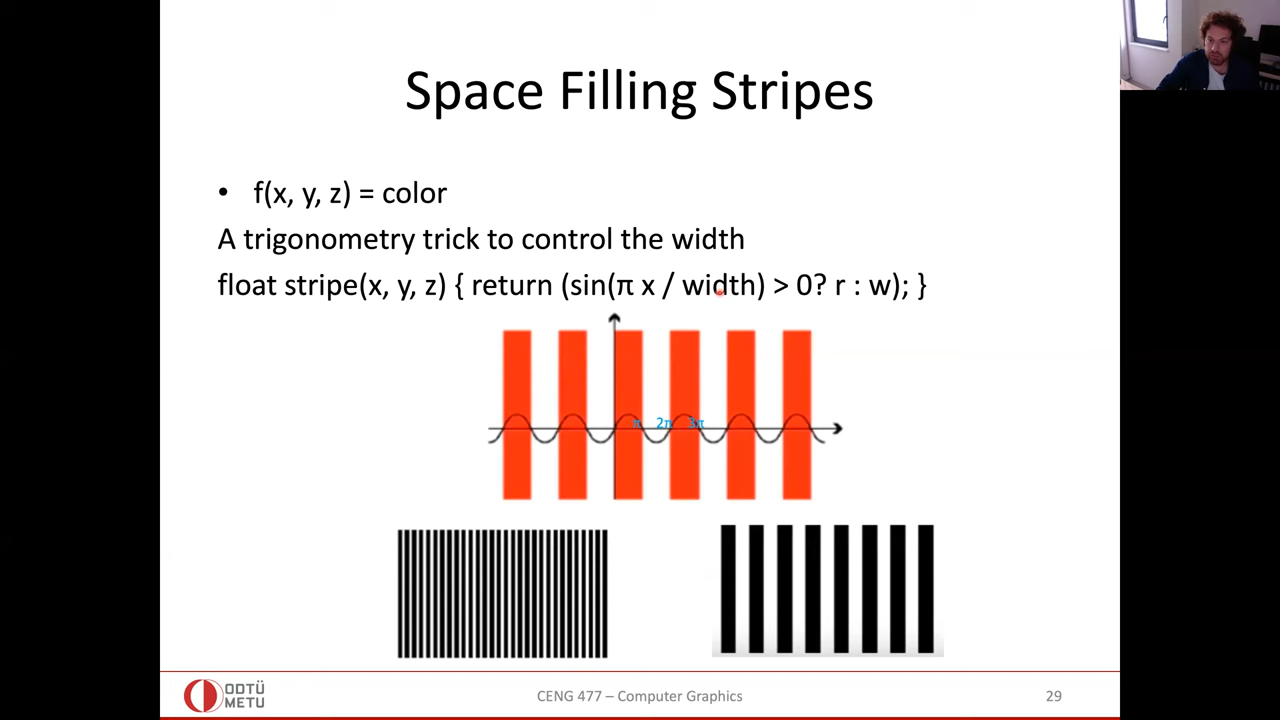 Space Filling Stripes
• f(x, y, z) = color
A trigonometry trick to control the width
float stripe(x, y, z) { return (sin(π x / width) > 0? r : w); }
π 2π 3π
ODTÜ
METU
CENG 477 – Computer Graphics
29